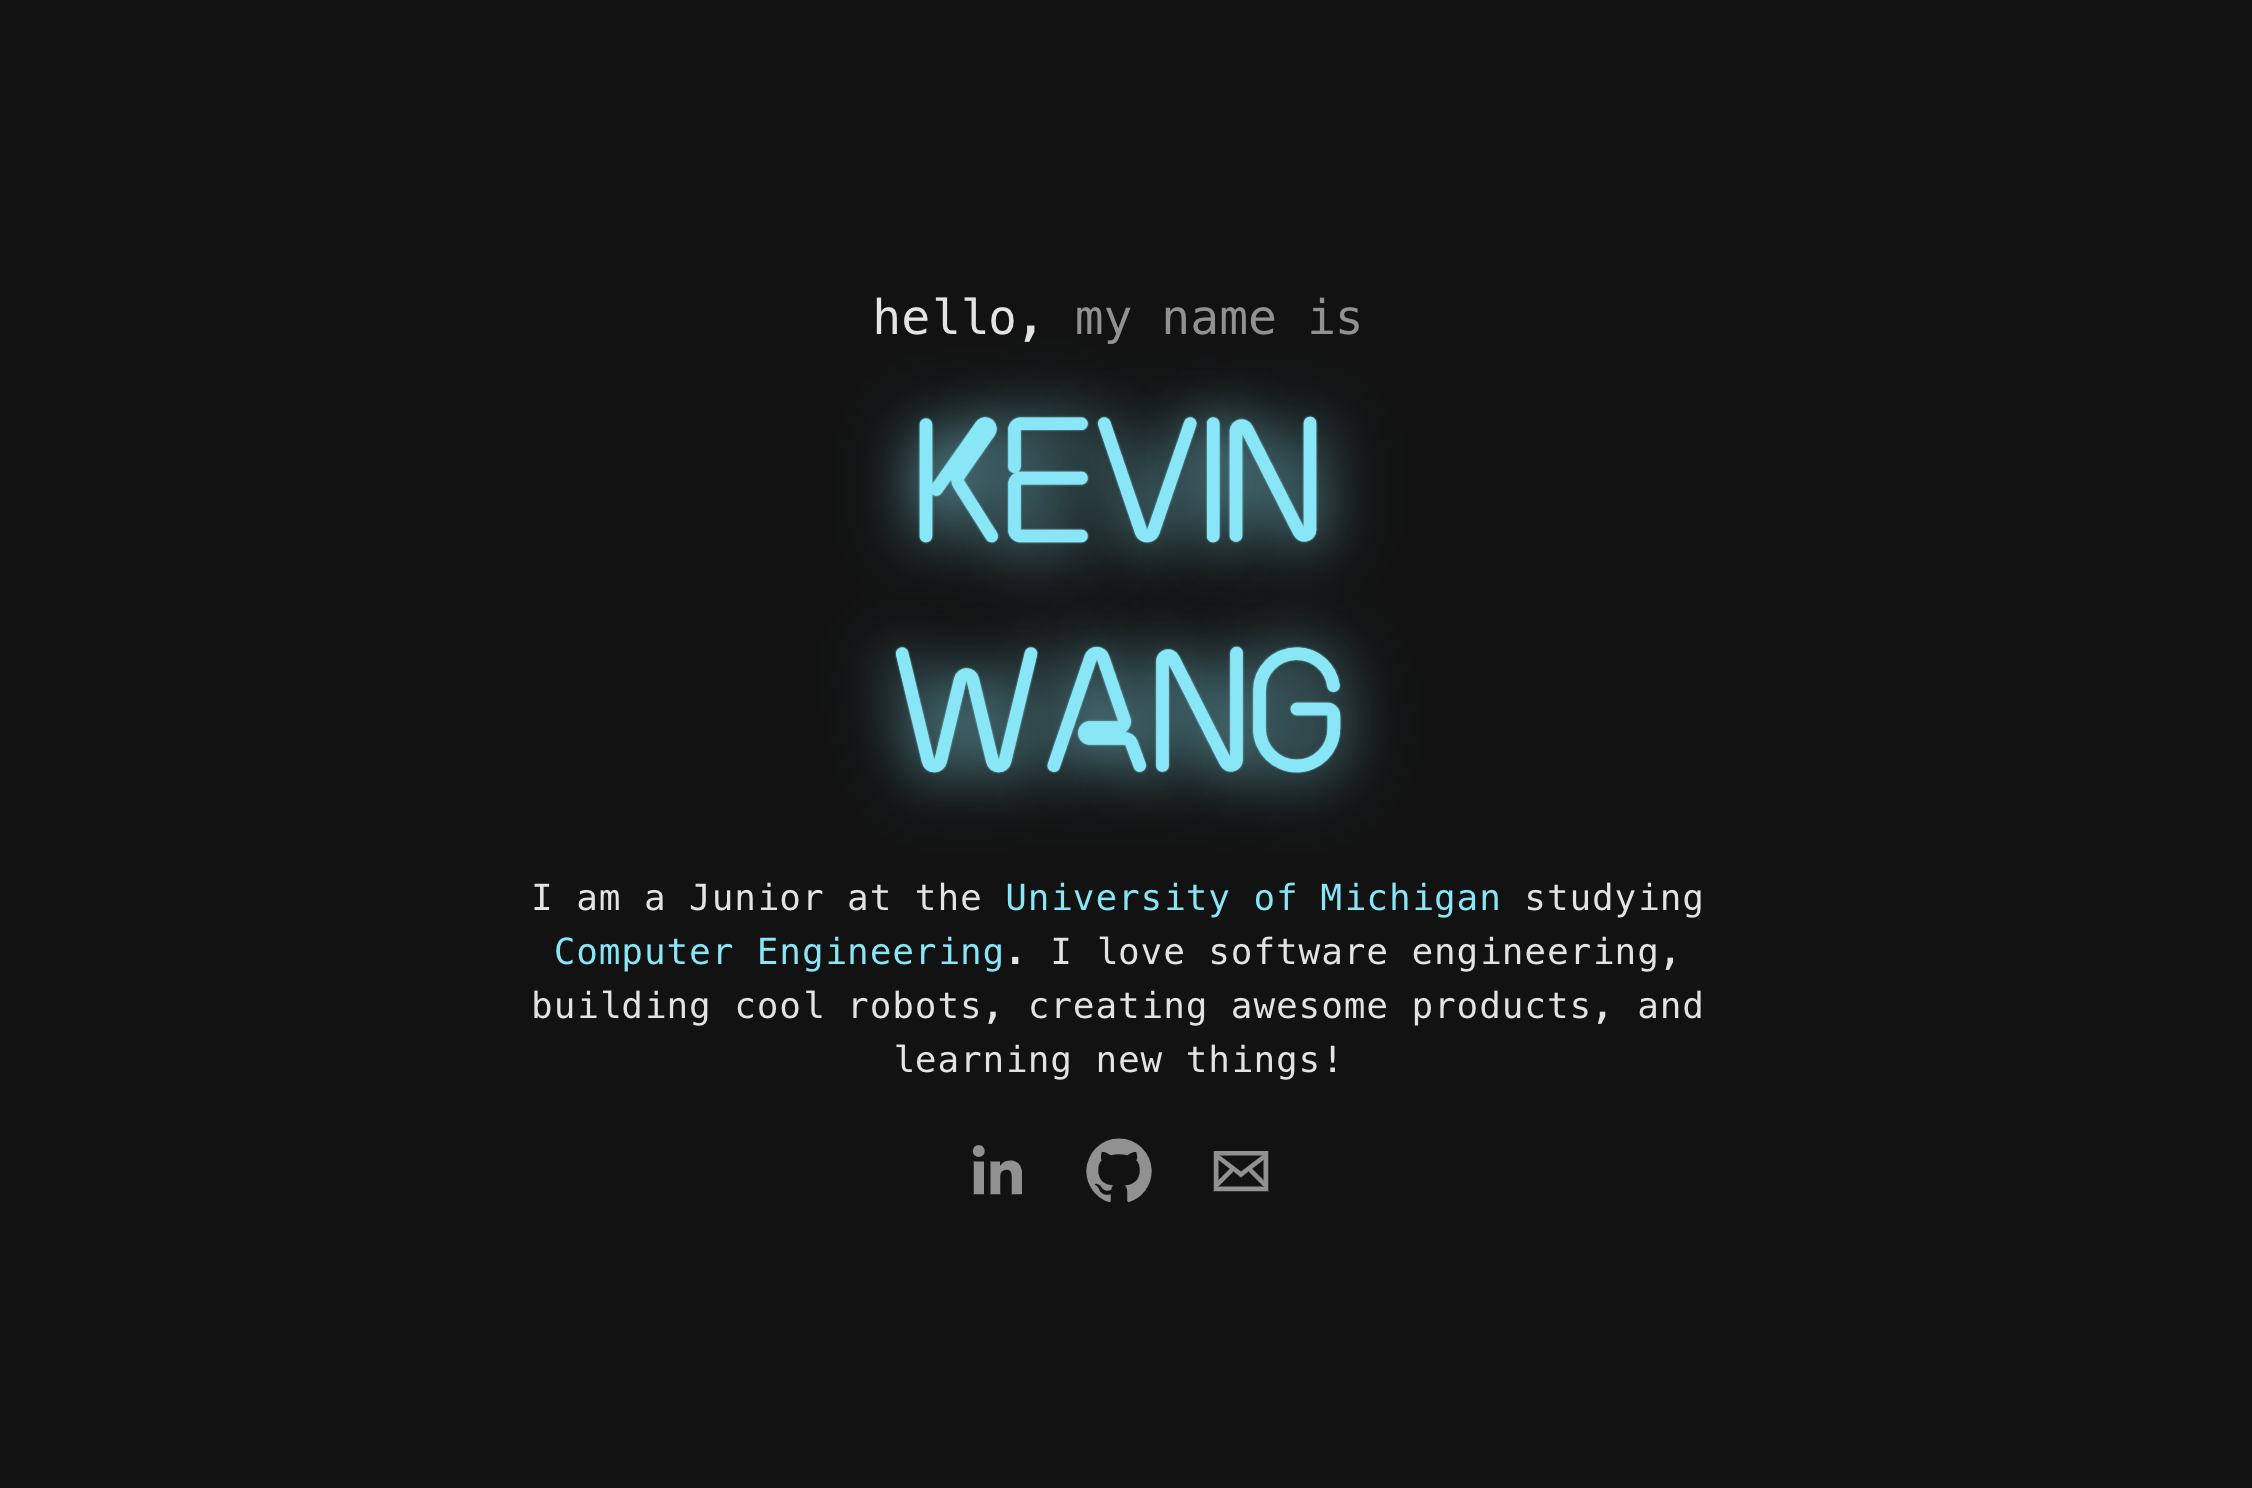 hello, my name is
KEVIN
WANG
I am a Junior at the University of Michigan studying
Computer Engineering. I love software engineering,
building cool robots, creating awesome products, and
learning new things!
in